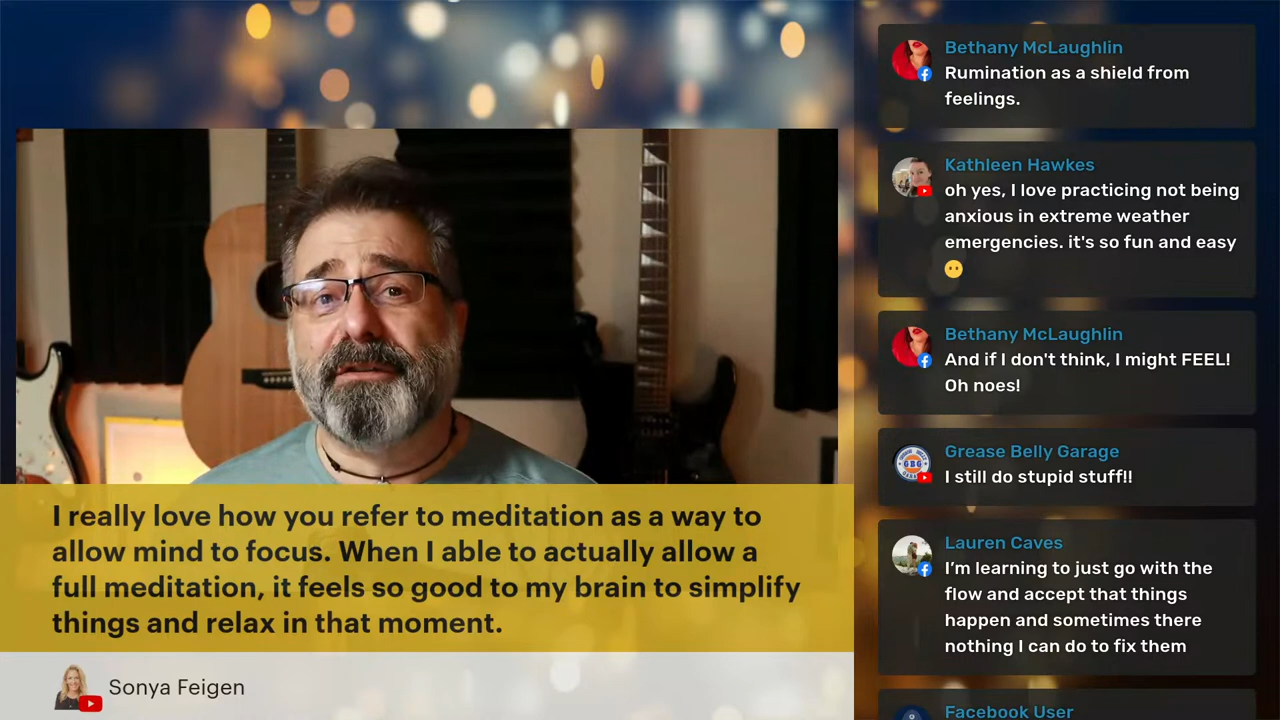 I really love how you refer to meditation as a way to
allow mind to focus. When I able to actually allow a
full meditation, it feels so good to my brain to simplify
things and relax in that moment.
Sonya Feigen
Bethany McLaughlin
Rumination as a shield from
feelings.
Kathleen Hawkes
oh yes, I love practicing not being
anxious in extreme weather
emergencies. it's so fun and easy
😶
Bethany McLaughlin
And if I don't think, I might FEEL!
Oh noes!
GBG
Grease Belly Garage
I still do stupid stuff!!
Lauren Caves
I’m learning to just go with the
flow and accept that things
happen and sometimes there
nothing I can do to fix them
Facebook User